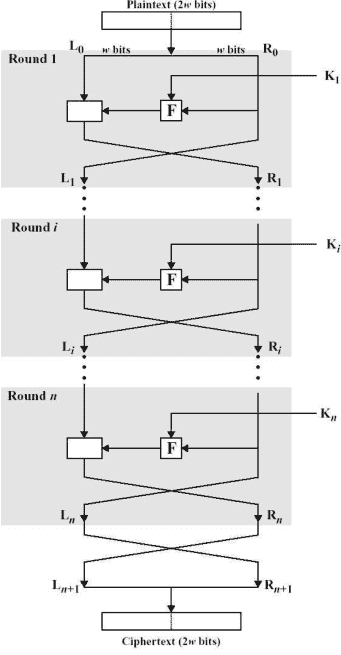 Plaintext (2w bits)
L0 w bits w bits R0
Round 1
K1
F
L1 R1
Round i
Ki
F
Li Ri
Round n
Kn
F
Ln Rn
Ln+1 Rn+1
Ciphertext (2w bits)